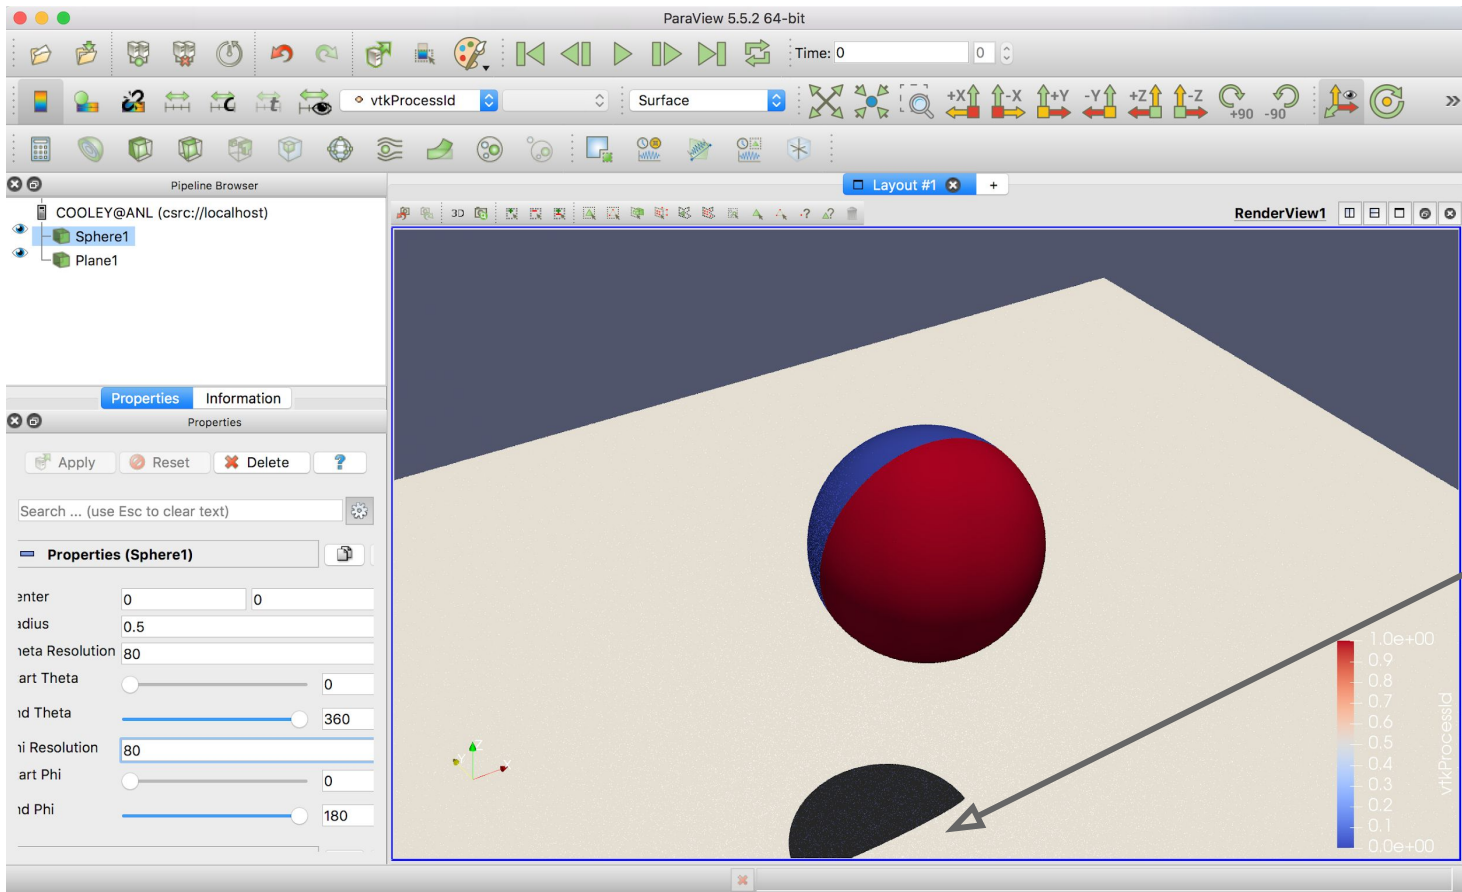 ParaView 5.5.2 64-bit
Time: 0
0
vtkProcessId
Surface
+X
-X
+Y
-Y
+Z
-Z
+90
-90
Pipeline Browser
Layout #1
+
COOLEY@ANL (csrc://localhost)
Sphere1
Plane1
3D
RenderView1
Properties
Information
Properties
Apply
Reset
Delete
?
Search ... (use Esc to clear text)
Properties (Sphere1)
enter
0
0
adius
0.5
eta Resolution
80
art Theta
0
nd Theta
360
i Resolution
80
art Phi
0
nd Phi
180
Z
1.0e+00
0.9
0.8
0.7
0.6
0.5
0.4
0.3
0.2
0.1
0.0e+00
vtkProcessId